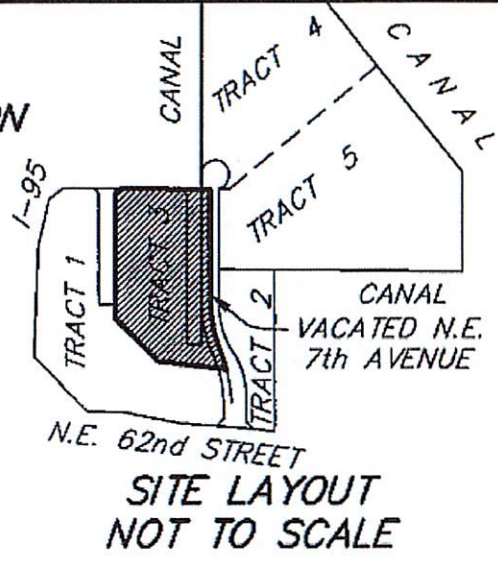 CANAL
TRACT 4
CANAL
N
I-95
TRACT 5
TRACT 3
TRACT 1
TRACT 2
CANAL
VACATED N.E.
7th AVENUE
N.E. 62nd STREET
SITE LAYOUT
NOT TO SCALE